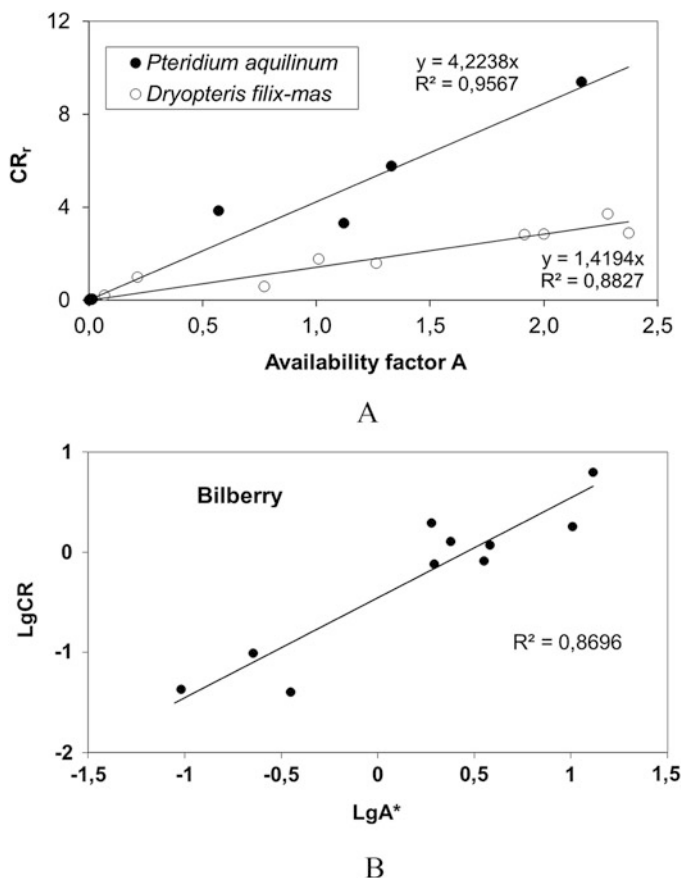 12
8
4
0
CRr
Pteridium aquilinum
Dryopteris filix-mas
y = 4,2238x
R² = 0,9567
y = 1,4194x
R² = 0,8827
0,0 0,5 1,0 1,5 2,0 2,5
Availability factor A
A
1
0
-1
-2
LgCR
Bilberry
R² = 0,8696
-1,5 -1 -0,5 0 0,5 1 1,5
LgA*
B